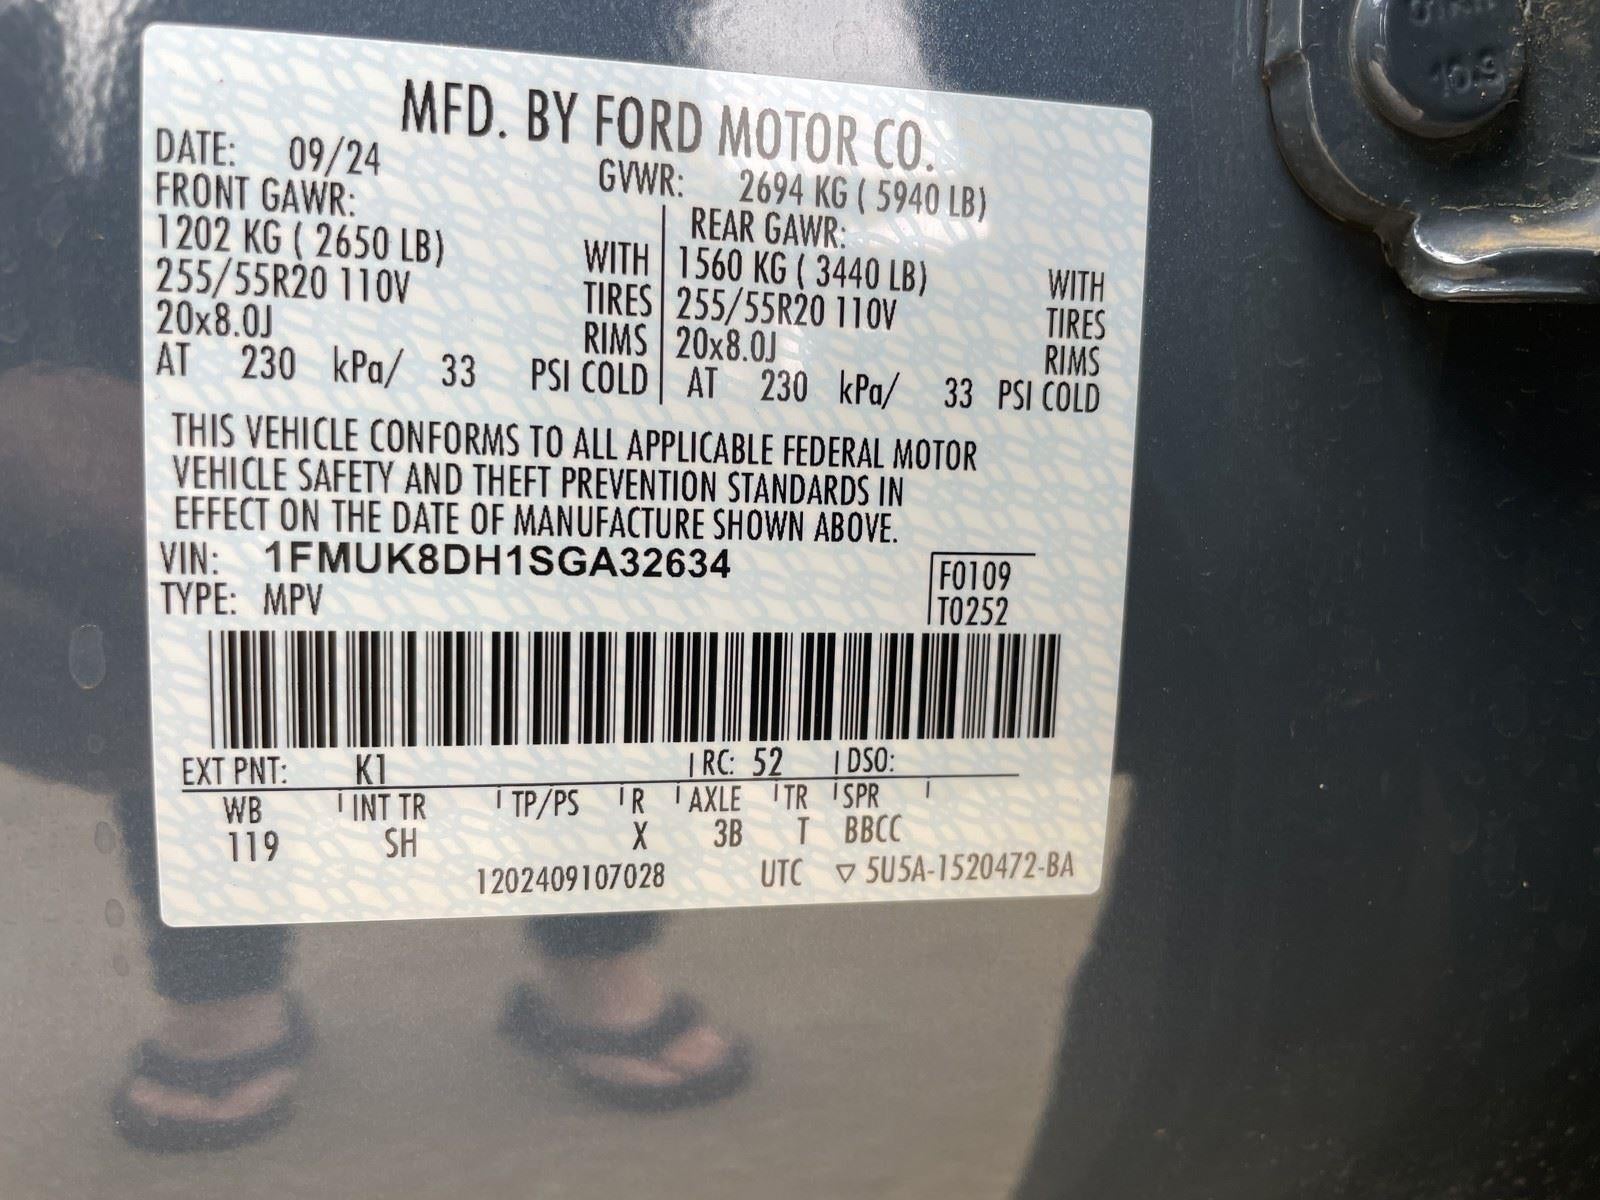 MFD. BY FORD MOTOR CO.
DATE: 09/24 GVWR: 2694 KG ( 5940 LB)
FRONT GAWR: REAR GAWR:
1202 KG ( 2650 LB) WITH 1560 KG ( 3440 LB) WITH
255/55R20 110V TIRES 255/55R20 110V TIRES
20x8.0J RIMS 20x8.0J RIMS
AT 230 kPa/ 33 PSI COLD AT 230 kPa/ 33 PSI COLD
THIS VEHICLE CONFORMS TO ALL APPLICABLE FEDERAL MOTOR
VEHICLE SAFETY AND THEFT PREVENTION STANDARDS IN
EFFECT ON THE DATE OF MANUFACTURE SHOWN ABOVE.
VIN: 1FMUK8DH1SGA32634
TYPE: MPV
F0109
T0252
EXT PNT: K1 RC: 52 DSO:
WB INT TR TP/PS R AXLE TR SPR
119 SH X 3B T BBCC
1202409107028 UTC ▽ 5U5A-1520472-BA
10.9